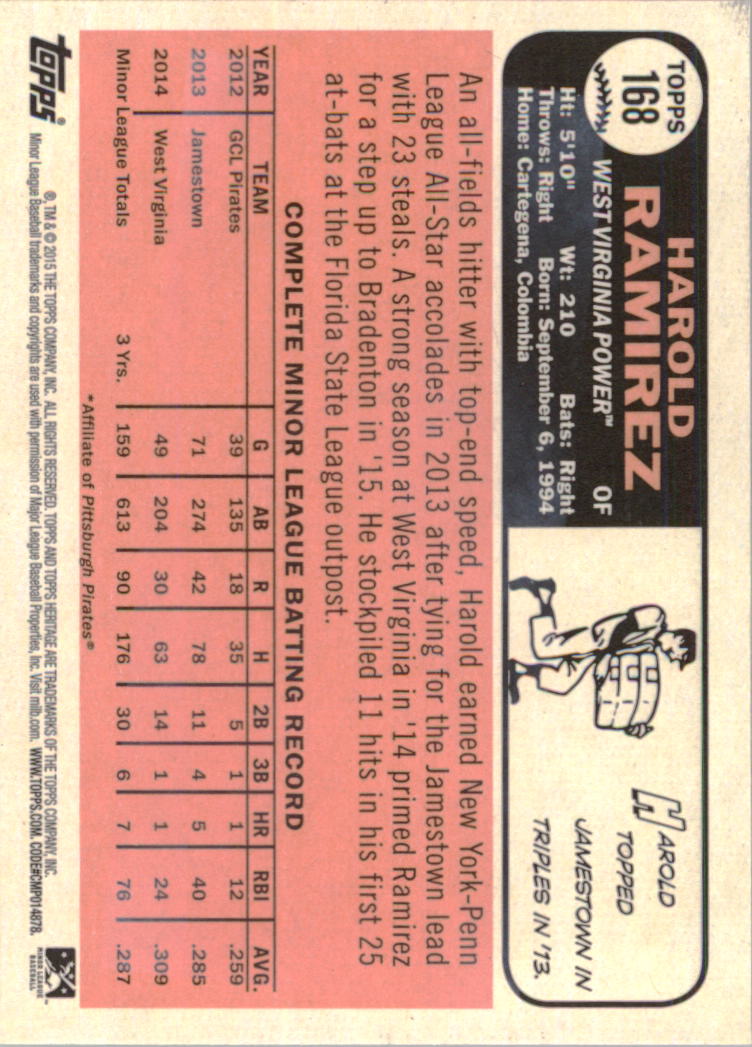 TOPPS
168
HAROLD
RAMIREZ
WEST VIRGINIA POWER™ OF
Ht: 5'10" Wt: 210 Bats: Right
Throws: Right Born: September 6, 1994
Home: Cartegena, Colombia
HAROLD
TOPPED
JAMESTOWN IN
TRIPLES IN '13.
An all-fields hitter with top-end speed, Harold earned New York-Penn
League All-Star accolades in 2013 after tying for the Jamestown lead
with 23 steals. A strong season at West Virginia in '14 primed Ramirez
for a step up to Bradenton in '15. He stockpiled 11 hits in his first 25
at-bats at the Florida State League outpost.
COMPLETE MINOR LEAGUE BATTING RECORD
YEAR TEAM G AB R H 2B 3B HR RBI AVG.
2012 GCL Pirates 39 135 18 35 5 1 1 12 .259
2013 Jamestown 71 274 42 78 11 4 5 40 .285
2014 West Virginia 49 204 30 63 14 1 1 24 .309
Minor League Totals 3 Yrs. 159 613 90 176 30 6 7 76 .287
*Affiliate of Pittsburgh Pirates®
topps®
®, TM & © 2015 THE TOPPS COMPANY, INC. ALL RIGHTS RESERVED. TOPPS AND TOPPS HERITAGE ARE TRADEMARKS OF THE TOPPS COMPANY, INC.
Minor League Baseball trademarks and copyrights are used with permission of Major League Baseball Properties, Inc. Visit milb.com. WWW.TOPPS.COM. CODE#CMP014878.
MINOR LEAGUE
BASEBALL™